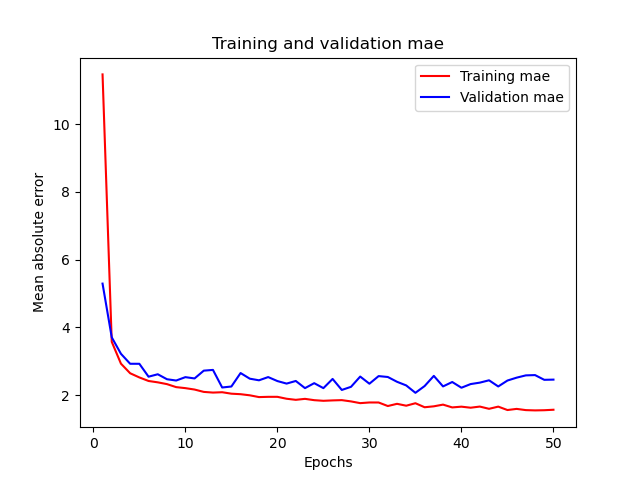 Training and validation mae
Training mae
Validation mae
Mean absolute error
10
8
6
4
2
0
10
20
30
40
50
Epochs